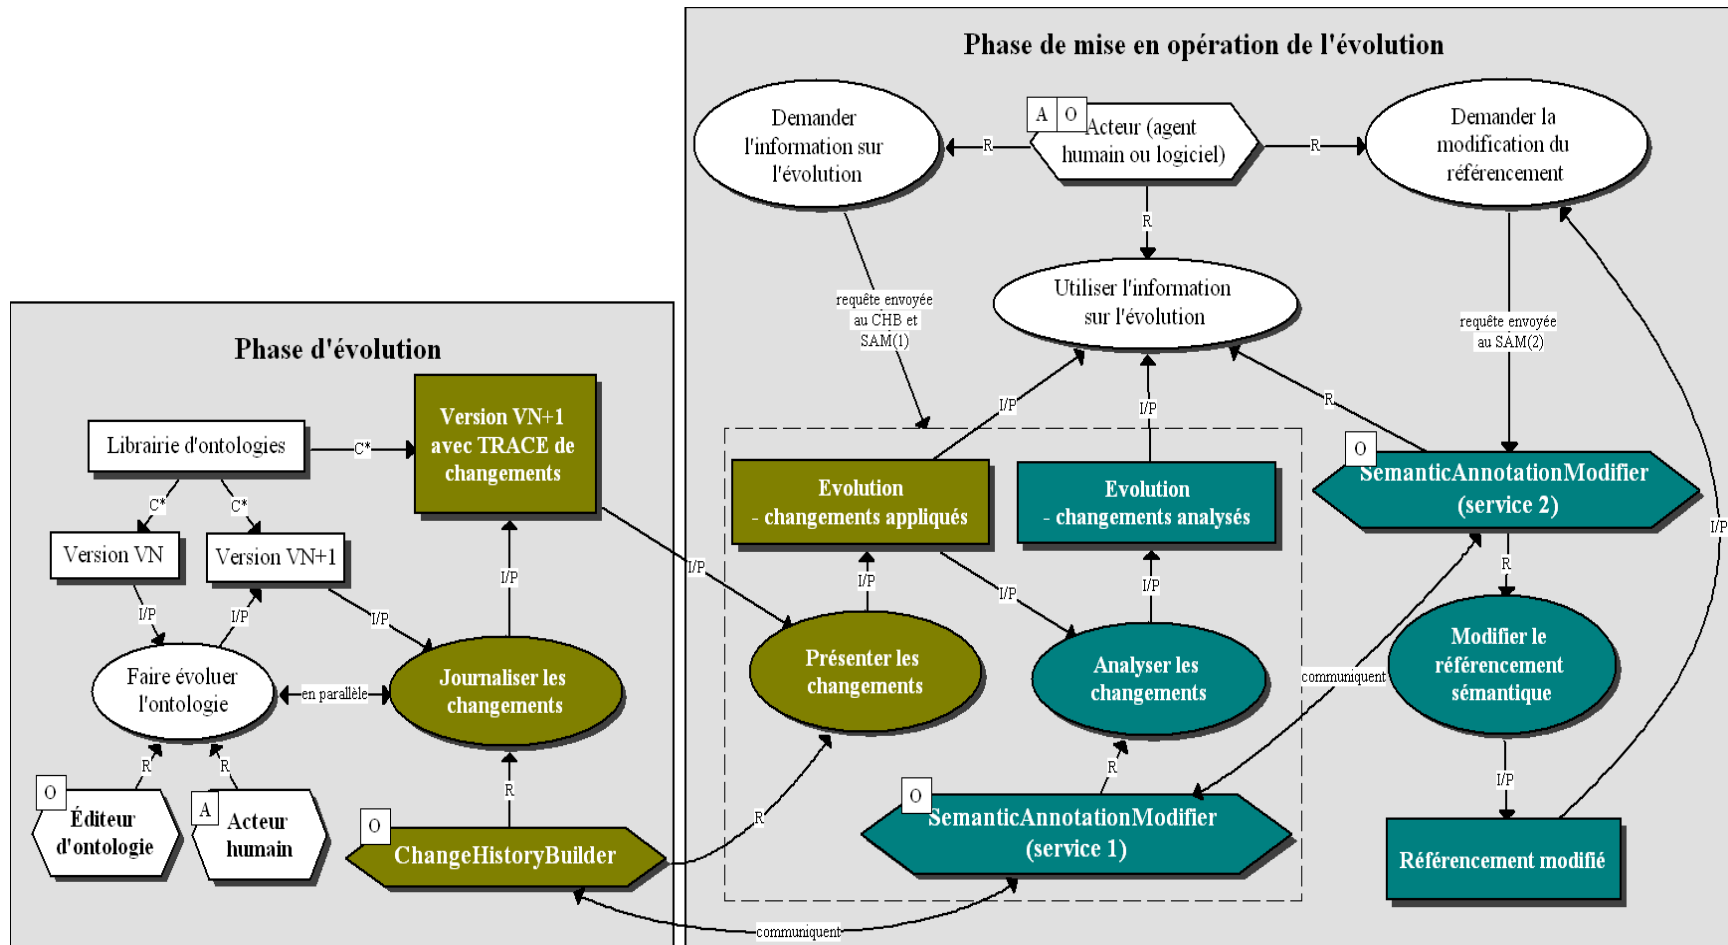 Phase de mise en opération de l'évolution
Demander
l'information sur
l'évolution
R
A
O
Acteur (agent
humain ou logiciel)
R
Demander la
modification du
référencement
R
requête envoyée
au CHB et
SAM(1)
Utiliser l'information
sur l'évolution
requête envoyée
au SAM(2)
I/P
I/P
R
Evolution
- changements appliqués
Evolution
- changements analysés
O
SemanticAnnotationModifier
(service 2)
I/P
I/P
I/P
I/P
R
I/P
Présenter les
changements
Analyser les
changements
communiquent
Modifier le
référencement
sémantique
R
R
I/P
O
SemanticAnnotationModifier
(service 1)
Référencement modifié
communiquent
Phase d'évolution
Librairie d'ontologies
C*
Version VN+1
avec TRACE de
changements
C*
C*
Version VN
Version VN+1
I/P
I/P
I/P
I/P
Faire évoluer
l'ontologie
en parallèle
Journaliser les
changements
R
R
R
O
Éditeur
d'ontologie
A
Acteur
humain
O
ChangeHistoryBuilder